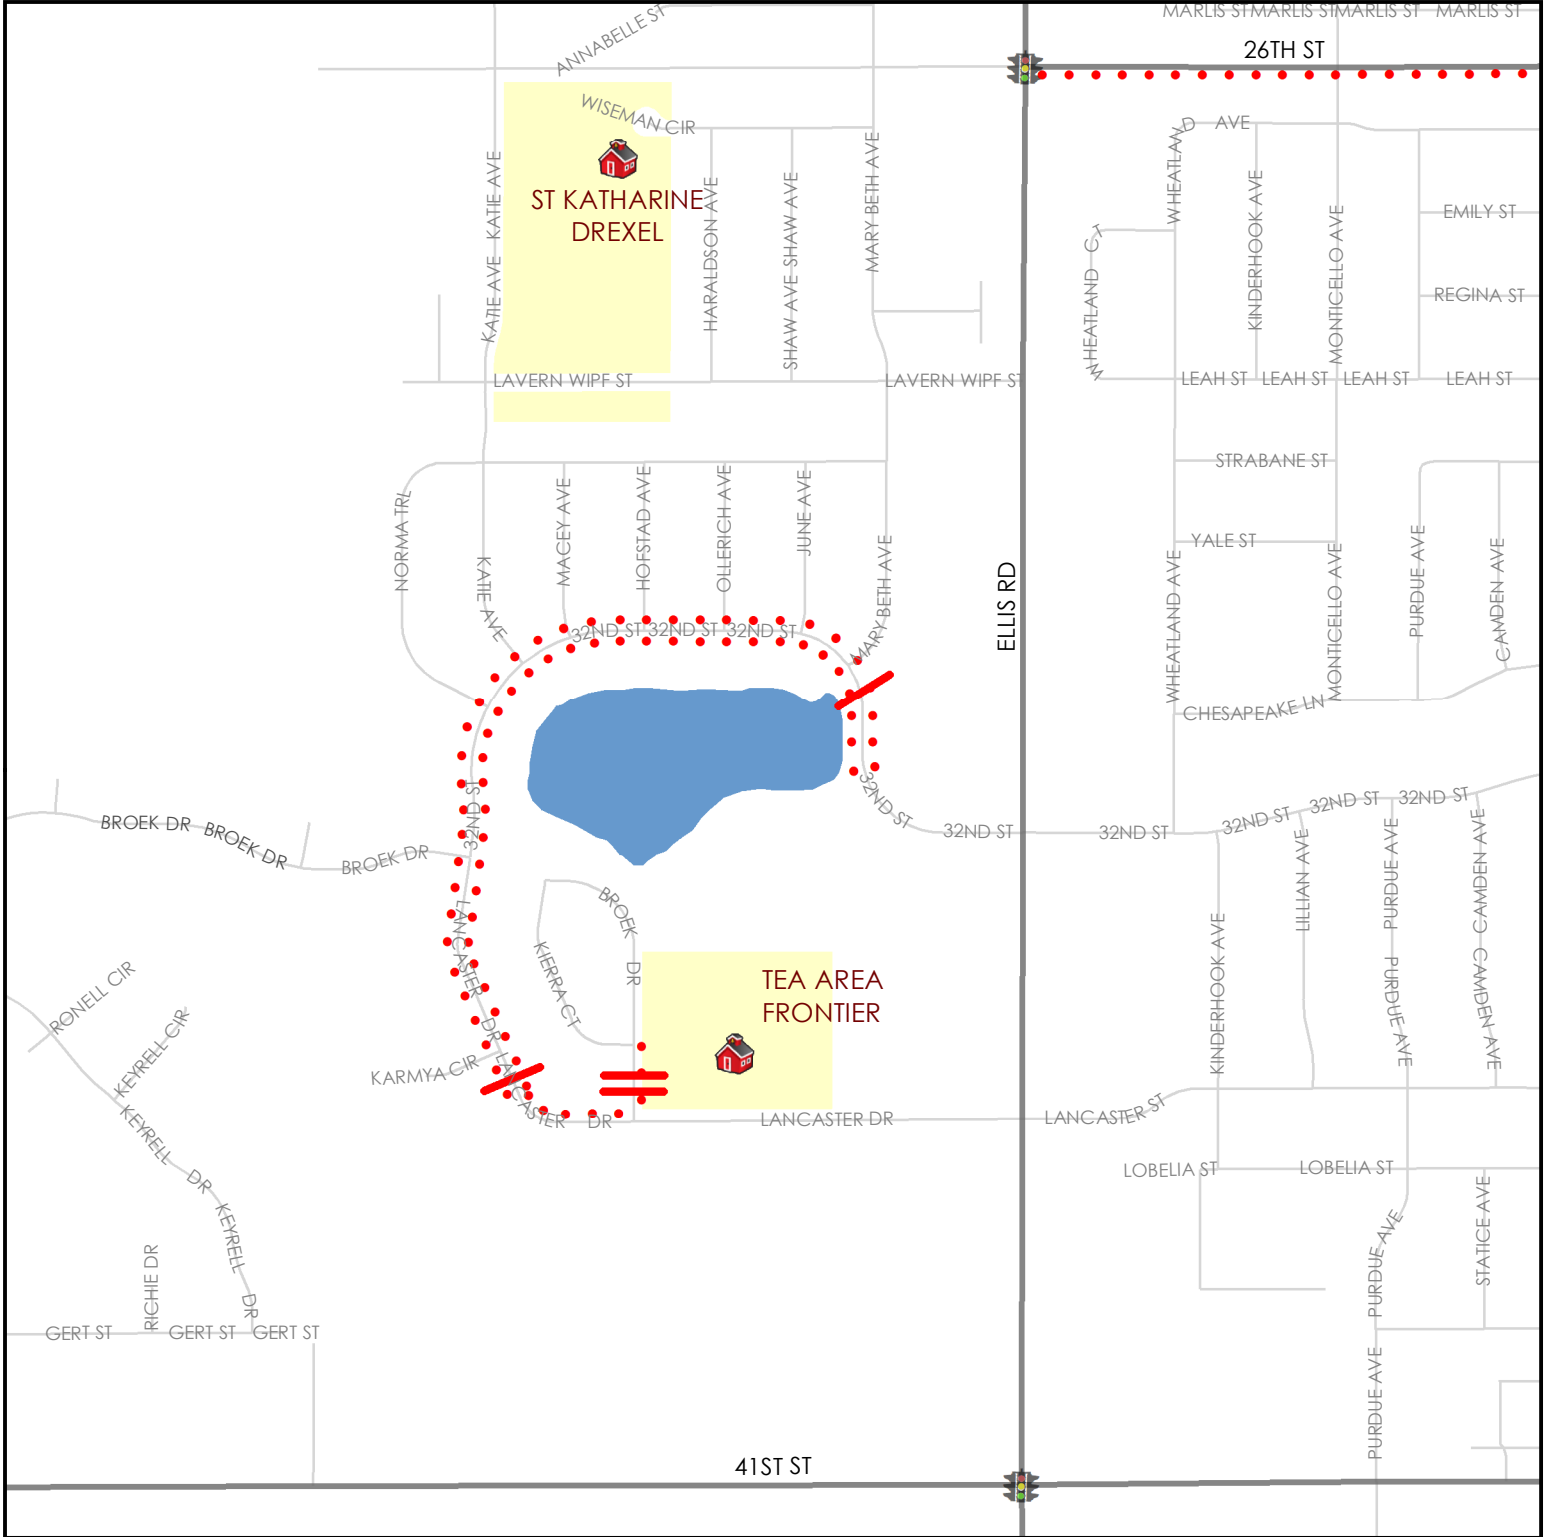 MARLIS ST
MARLIS ST
MARLIS ST
MARLIS ST
ANNABELLE ST
26TH ST
WISEMAN CIR
WHEATLAND AVE
ST KATHARINE
DREXEL
KATIE AVE
KATIE AVE
HARALDSON AVE
SHAW AVE
SHAW AVE
MARY BETH AVE
WHEATLAND CT
KINDERHOOK AVE
MONTICELLO AVE
EMILY ST
REGINA ST
LAVERN WIPF ST
LAVERN WIPF ST
LEAH ST
LEAH ST
LEAH ST
LEAH ST
STRABANE ST
YALE ST
NORMA TRL
KATIE AVE
MACEY AVE
HOFSTAD AVE
OLLERICH AVE
JUNE AVE
MARY BETH AVE
ELLIS RD
WHEATLAND AVE
MONTICELLO AVE
PURDUE AVE
CAMDEN AVE
32ND ST
32ND ST
32ND ST
CHESAPEAKE LN
32ND ST
32ND ST
32ND ST
32ND ST
32ND ST
32ND ST
32ND ST
BROEK DR
BROEK DR
BROEK DR
LILLIAN AVE
PURDUE AVE
CAMDEN AVE
LANCASTER DR
BROEK DR
KIERRA CT
TEA AREA
FRONTIER
KINDERHOOK AVE
PURDUE AVE
CAMDEN AVE
RONELL CIR
KEYRELL CIR
KARMYA CIR
LANCASTER DR
LANCASTER DR
LANCASTER ST
KEYRELL DR
LOBELIA ST
LOBELIA ST
KEYRELL DR
RICHIE DR
PURDUE AVE
STATICE AVE
GERT ST
GERT ST
GERT ST
PURDUE AVE
41ST ST